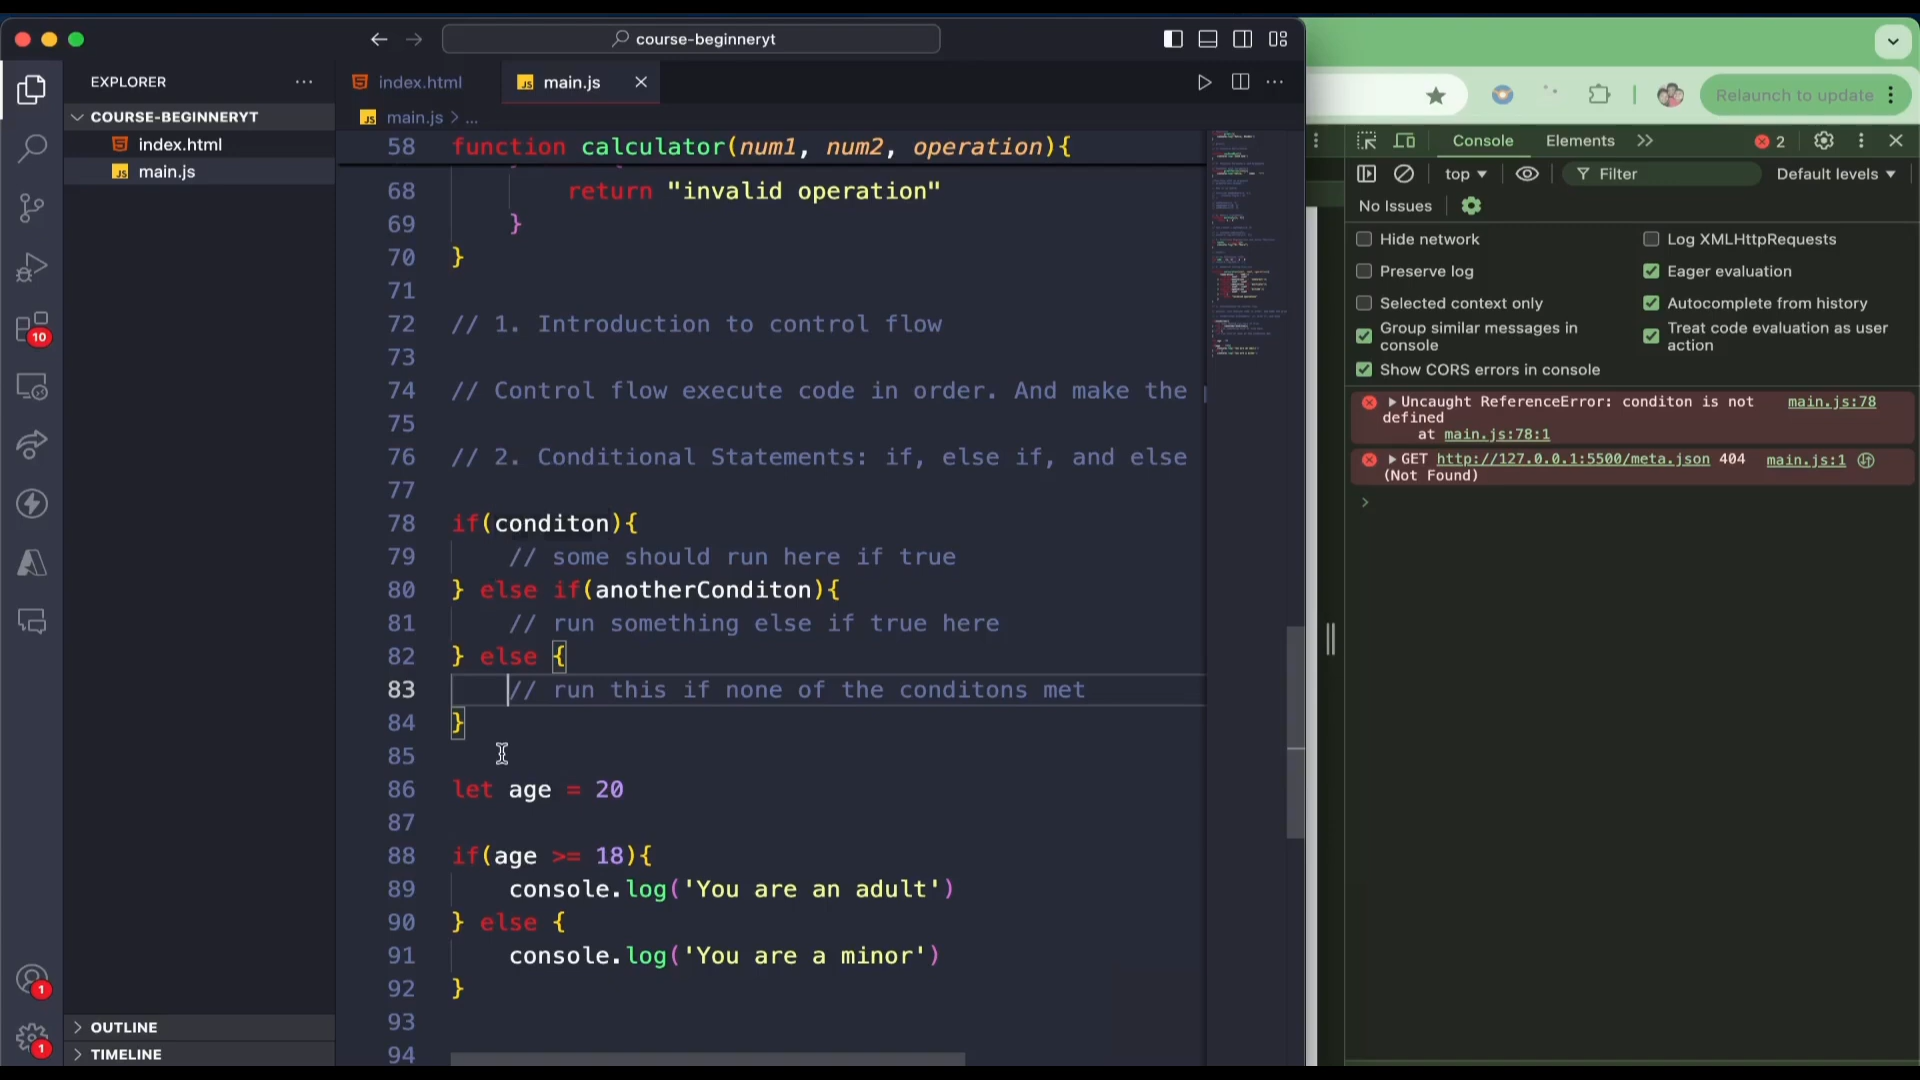 course-beginneryt
EXPLORER
COURSE-BEGINNERYT
index.html
main.js
10
1
1
OUTLINE
TIMELINE
index.html
main.js
main.js > ...
58 function calculator(num1, num2, operation){
68 return "invalid operation"
69 }
70 }
71
72 // 1. Introduction to control flow
73
74 // Control flow execute code in order. And make the
75
76 // 2. Conditional Statements: if, else if, and else
77
78 if(conditon){
79 // some should run here if true
80 } else if(anotherConditon){
81 // run something else if true here
82 } else {
83 // run this if none of the conditons met
84 }
85
86 let age = 20
87
88 if(age >= 18){
89 console.log('You are an adult')
90 } else {
91 console.log('You are a minor')
92 }
93
94
Relaunch to update
Console Elements 2
top Filter Default levels
No Issues
Hide network Log XMLHttpRequests
Preserve log Eager evaluation
Selected context only Autocomplete from history
Group similar messages in console
Treat code evaluation as user action
Show CORS errors in console
Uncaught ReferenceError: conditon is not main.js:78
defined
at main.js:78:1
GET http://127.0.0.1:5500/meta.json 404 main.js:1
(Not Found)